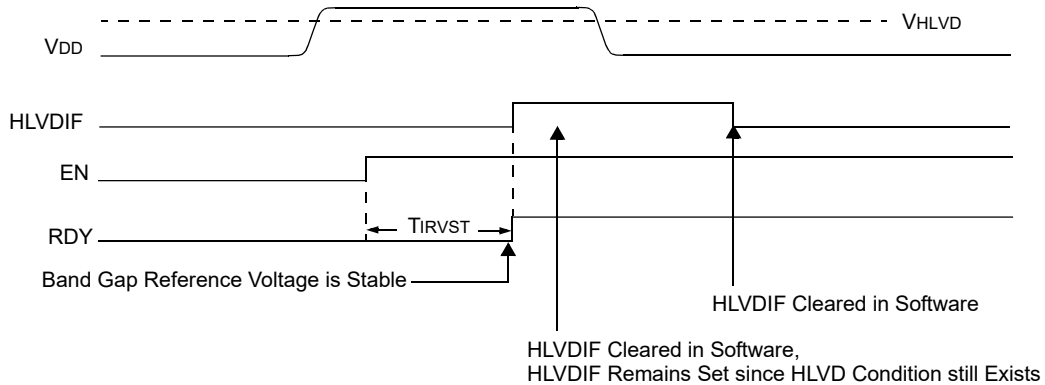 VHLVD
VDD
HLVDIF
EN
TIRVST
RDY
Band Gap Reference Voltage is Stable
HLVDIF Cleared in Software
HLVDIF Cleared in Software,
HLVDIF Remains Set since HLVD Condition still Exists